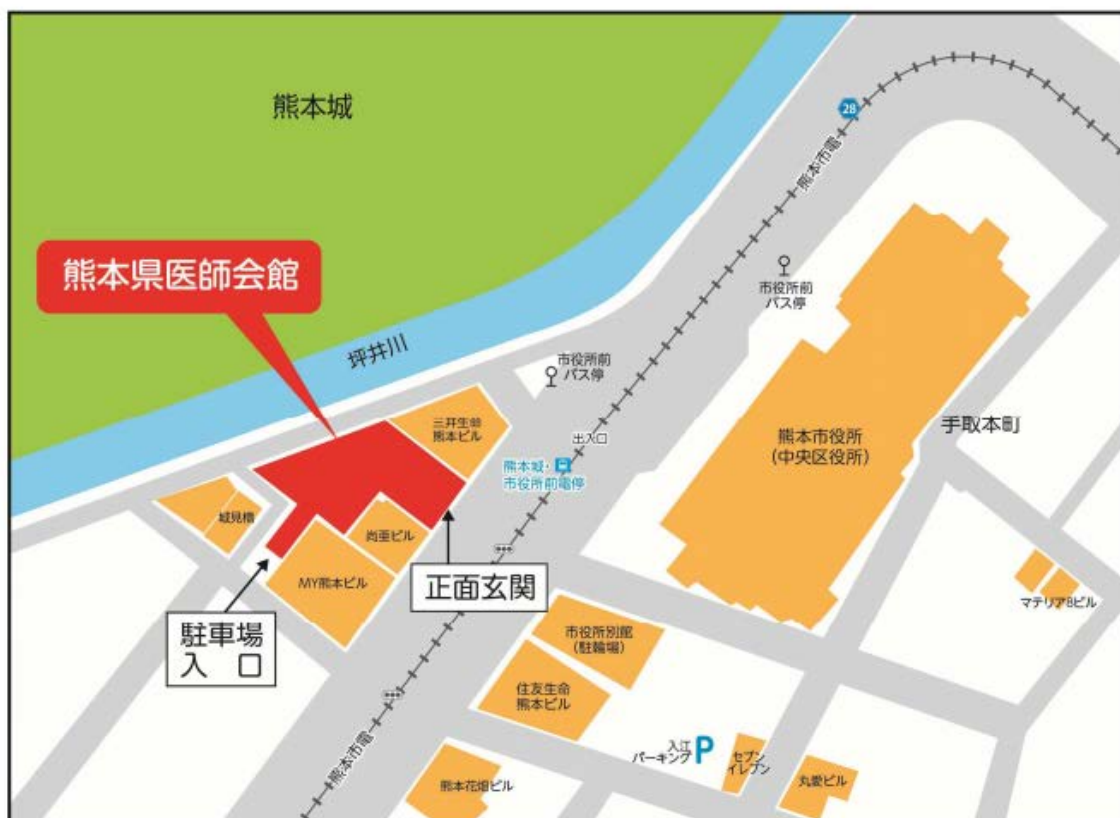 熊本城
28
熊本市電
熊本県医師会館
市役所前
バス停
坪井川
市役所前
バス停
三井生命
熊本ビル
出入口
熊本城・
市役所前電停
熊本市役所
(中央区役所)
手取本町
城見櫓
尚亜ビル
MY熊本ビル
正面玄関
駐車場
入口
マテリアBビル
市役所別館
(駐輪場)
住友生命
熊本ビル
入江
パーキング
P
セブン
イレブン
丸愛ビル
熊本市電
熊本花畑ビル